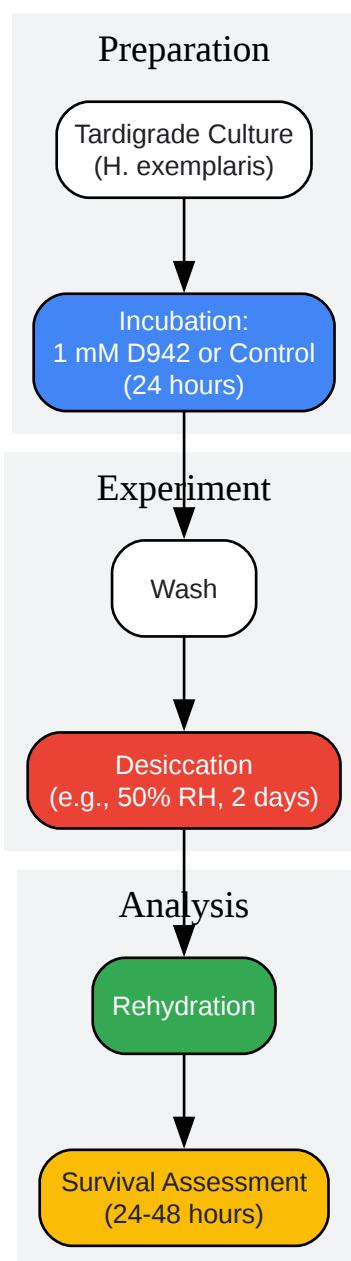 Preparation
Tardigrade Culture
(H. exemplaris)
Incubation:
1 mM D942 or Control
(24 hours)
Experiment
Wash
Desiccation
(e.g., 50% RH, 2 days)
Analysis
Rehydration
Survival Assessment
(24-48 hours)